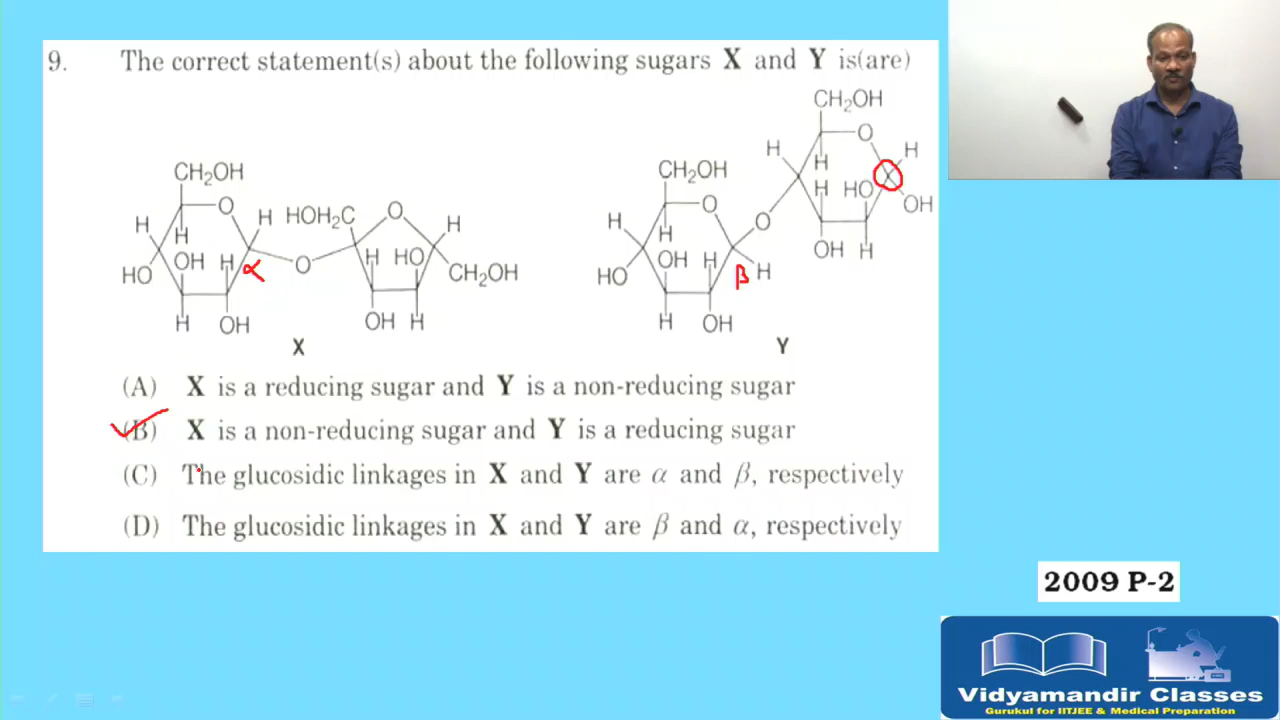 9. The correct statement(s) about the following sugars X and Y is(are)
CH₂OH
O
H
H
HOH₂C
O
H
H
OH
H
HO
α
O
H
HO
CH₂OH
H
OH
OH
H
X
CH₂OH
O
H
H
H
H
H
HO
OH
O
OH
H
CH₂OH
O
H
H
OH
H
HO
β
H
H
OH
Y
(A) X is a reducing sugar and Y is a non-reducing sugar
(B) X is a non-reducing sugar and Y is a reducing sugar
(C) The glucosidic linkages in X and Y are α and β, respectively
(D) The glucosidic linkages in X and Y are β and α, respectively
2009 P-2
Vidyamandir Classes
Gurukul for IITJEE & Medical Preparation